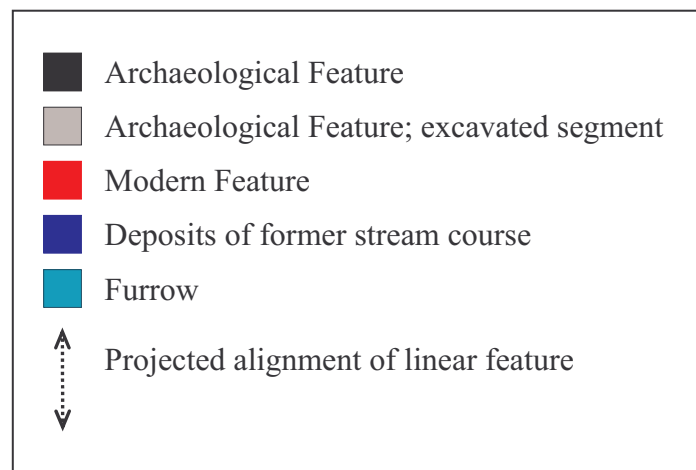 Archaeological Feature
Archaeological Feature; excavated segment
Modern Feature
Deposits of former stream course
Furrow
Projected alignment of linear feature